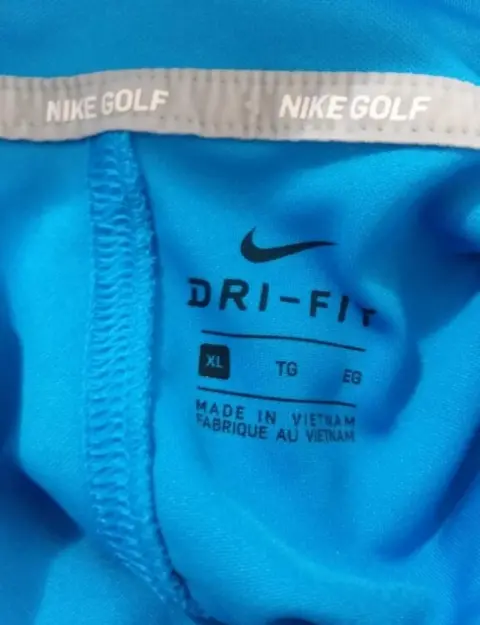 NIKE GOLF NIKE GOLF
DRI-FIT
XL TG EG
MADE IN VIETNAM
FABRIQUE AU VIETNAM